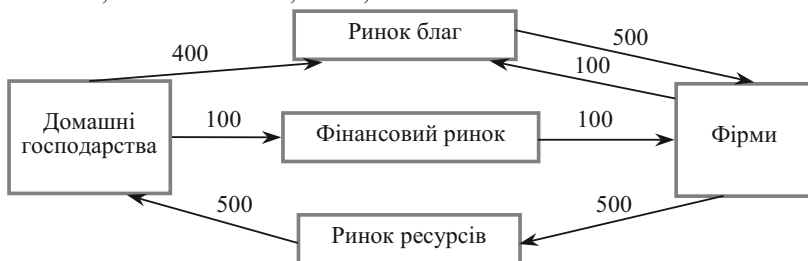 Ринок благ
400
500
100
Домашні
господарства
100
Фінансовий ринок
100
Фірми
500
Ринок ресурсів
500